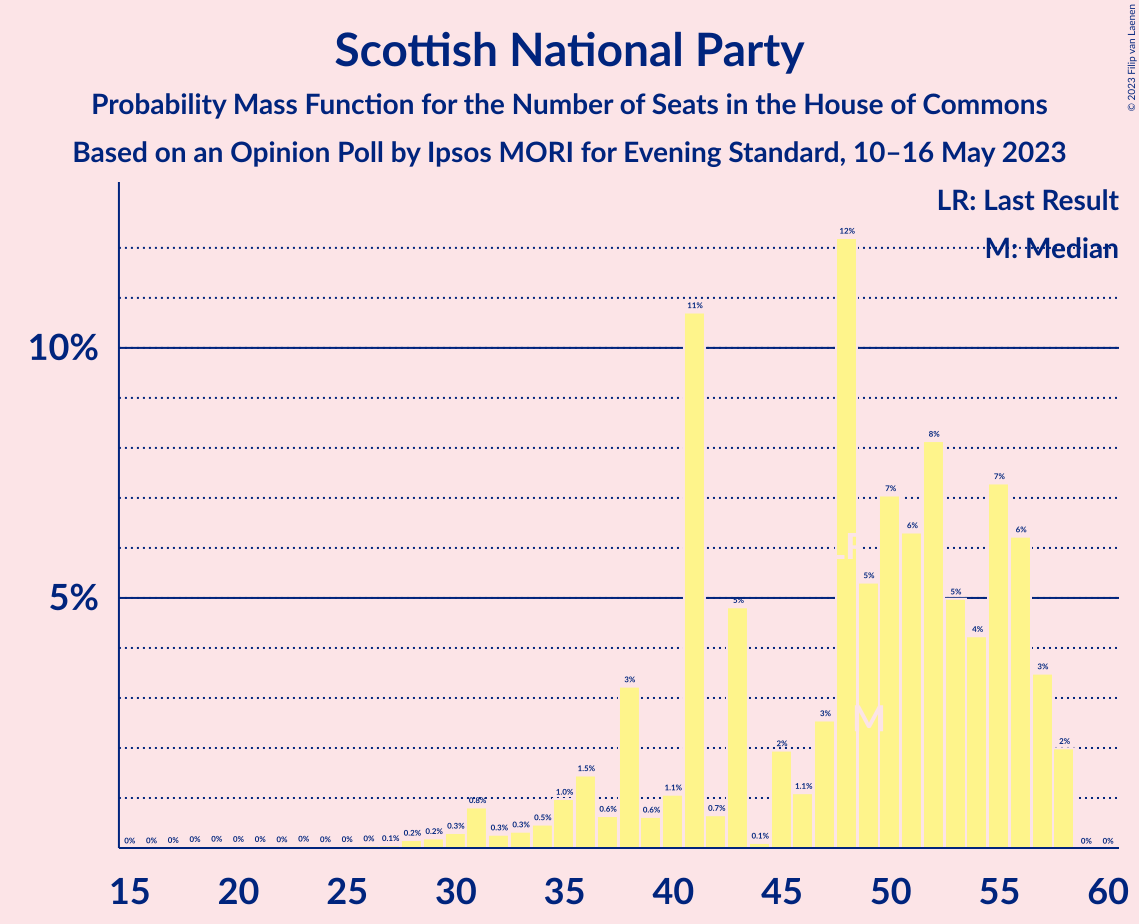 © 2023 Filip van Laenen
Scottish National Party
Probability Mass Function for the Number of Seats in the House of Commons
Based on an Opinion Poll by Ipsos MORI for Evening Standard, 10–16 May 2023
LR: Last Result
M: Median
12%
11%
10%
8%
7% 7%
6% 6%
5%
5% 5% 5%
4%
3% 3%
M
3%
2% 2%
1.5%
1.0% 1.1% 1.1%
0.8%
0.3% 0.3% 0.3% 0.5% 0.6% 0.6% 0.7%
0% 0% 0% 0% 0% 0% 0% 0% 0% 0% 0% 0% 0.1% 0.2% 0.2% 0.1% 0% 0%
15 20 25 30 35 40 45 50 55 60